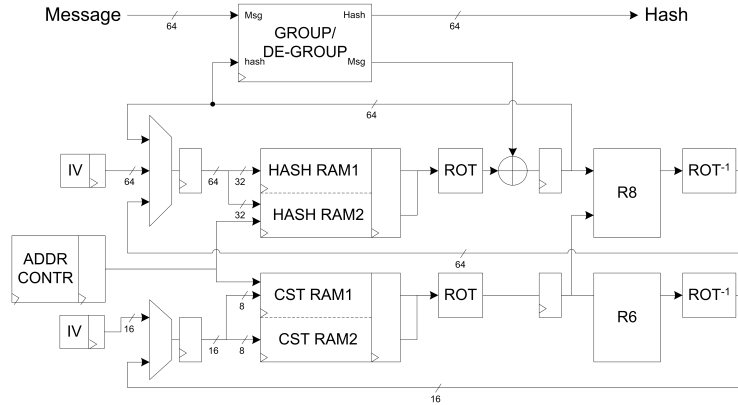 Message
64
Msg
Hash
64
Hash
GROUP/
DE-GROUP
hash
Msg
64
IV
64
64
32
32
HASH RAM1
HASH RAM2
ROT
R8
ROT-1
64
ADDR
CONTR
IV
16
16
8
8
CST RAM1
CST RAM2
ROT
R6
ROT-1
16